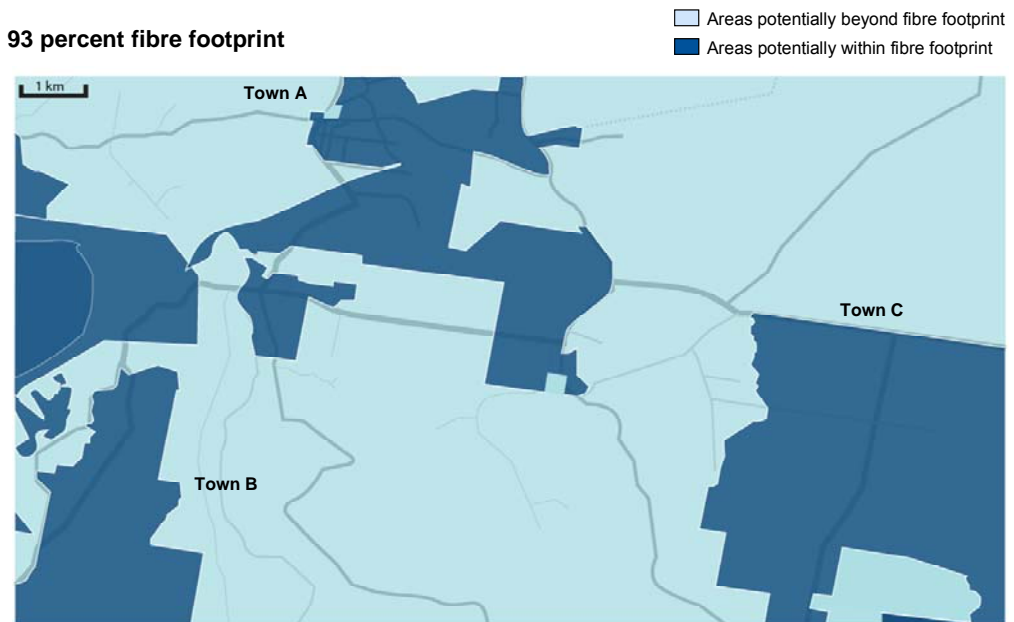 Areas potentially beyond fibre footprint
93 percent fibre footprint
Areas potentially within fibre footprint
1 km
Town A
Town C
Town B